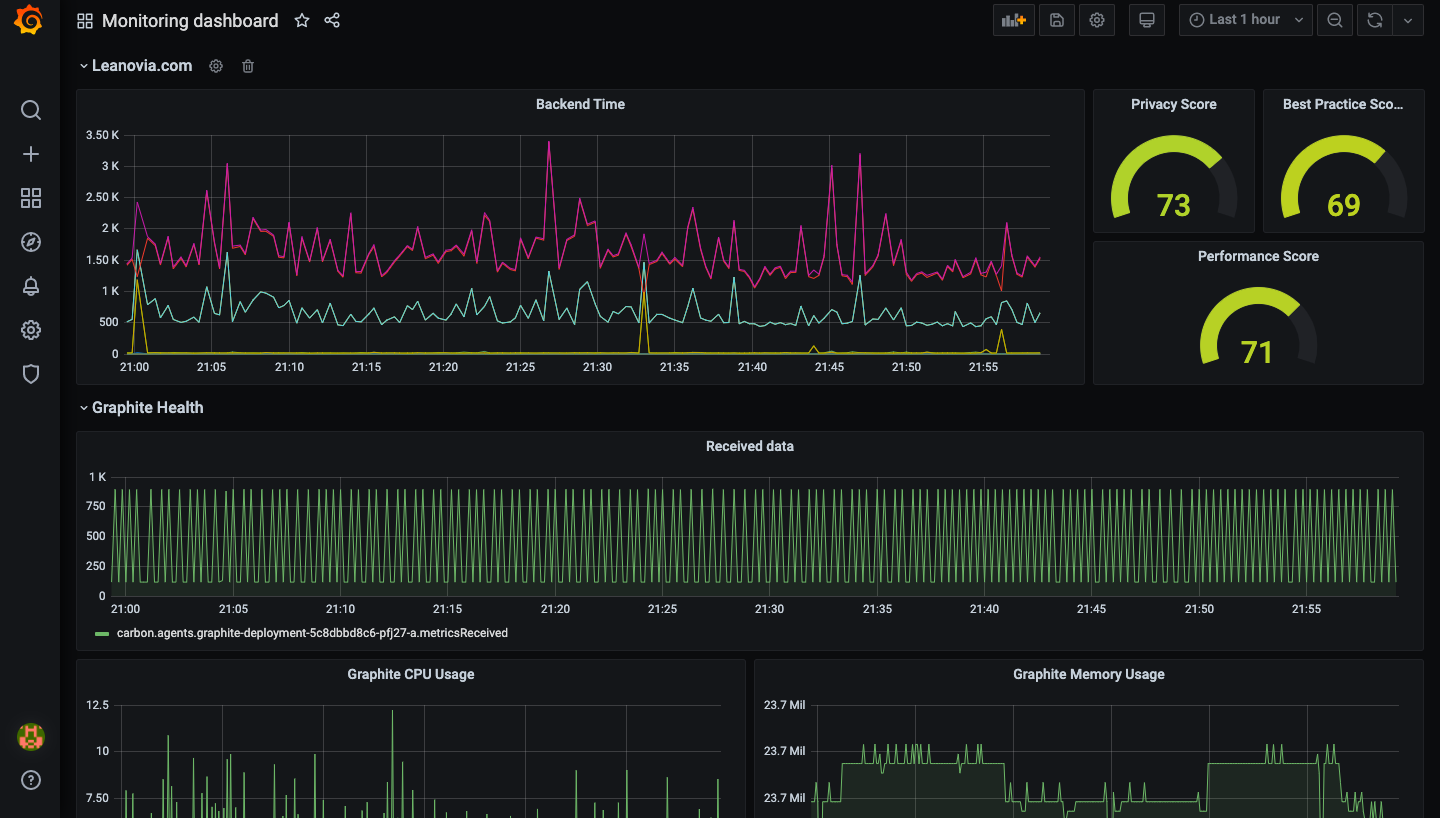 Monitoring dashboard
Last 1 hour
Leanovia.com
Backend Time
3.50 K
3 K
2.50 K
2 K
1.50 K
1 K
500
0
21:00 21:05 21:10 21:15 21:20 21:25 21:30 21:35 21:40 21:45 21:50 21:55
Privacy Score
73
Best Practice Sco...
69
Performance Score
71
Graphite Health
Received data
1 K
750
500
250
0
21:00 21:05 21:10 21:15 21:20 21:25 21:30 21:35 21:40 21:45 21:50 21:55
carbon.agents.graphite-deployment-5c8dbbd8c6-pfj27-a.metricsReceived
Graphite CPU Usage
12.5
10
7.50
Graphite Memory Usage
23.7 Mil
23.7 Mil
23.7 Mil